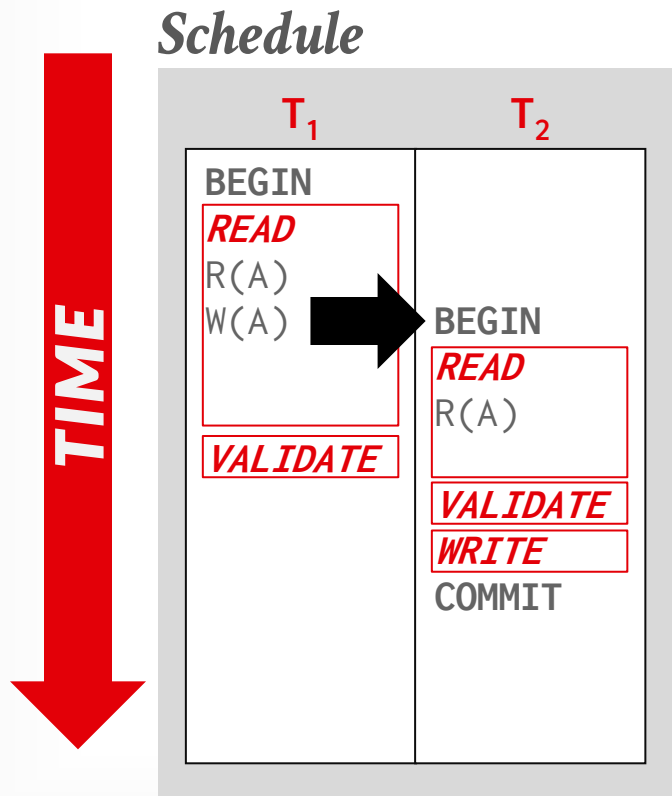 Schedule
TIME
T1 T2
BEGIN
READ
R(A)
W(A)
VALIDATE
BEGIN
READ
R(A)
VALIDATE
WRITE
COMMIT